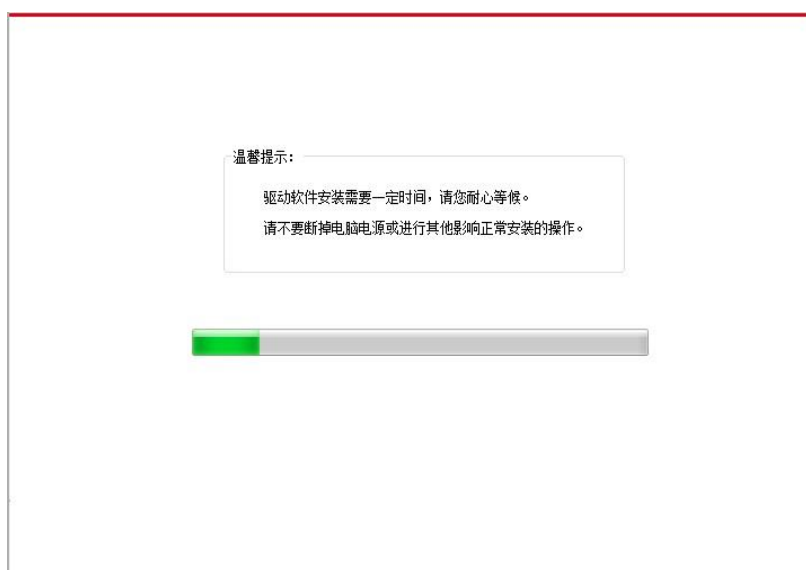 温馨提示:
驱动软件安装需要一定时间，请您耐心等候。
请不要断掉电脑电源或进行其他影响正常安装的操作。